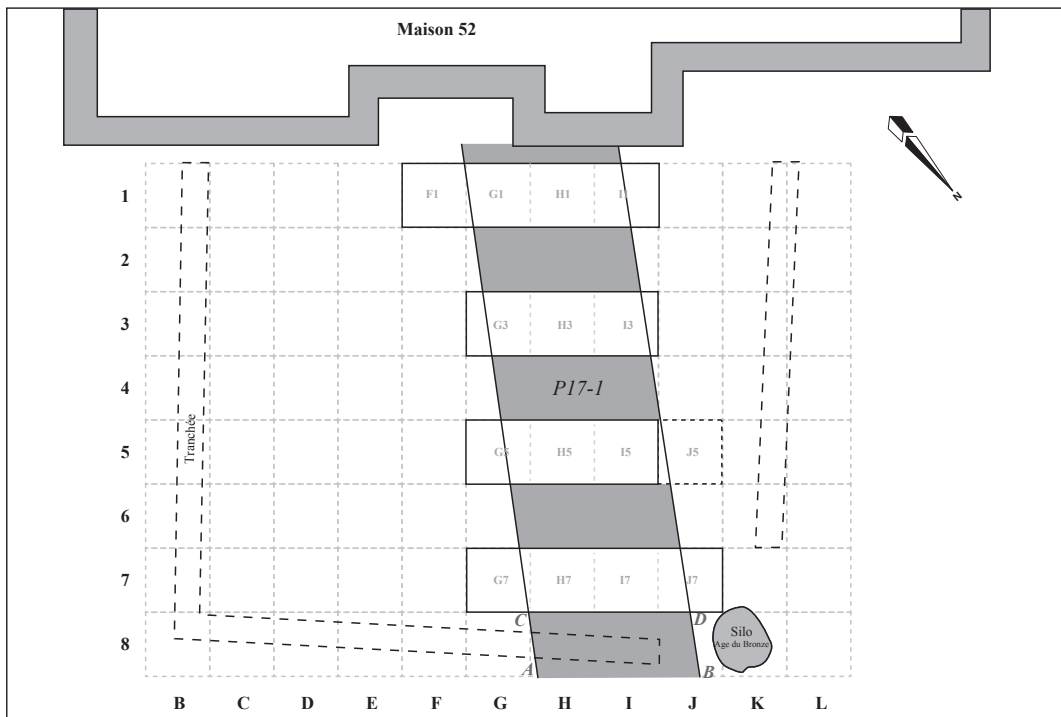 Maison 52
N
1
F1 G1 H1 I1
2
3
G3 H3 I3
4
P17-1
Tranchée
5
G5 H5 I5 J5
6
7
G7 H7 I7 J7
C D
8
Silo
Age du Bronze
A B
B C D E F G H I J K L